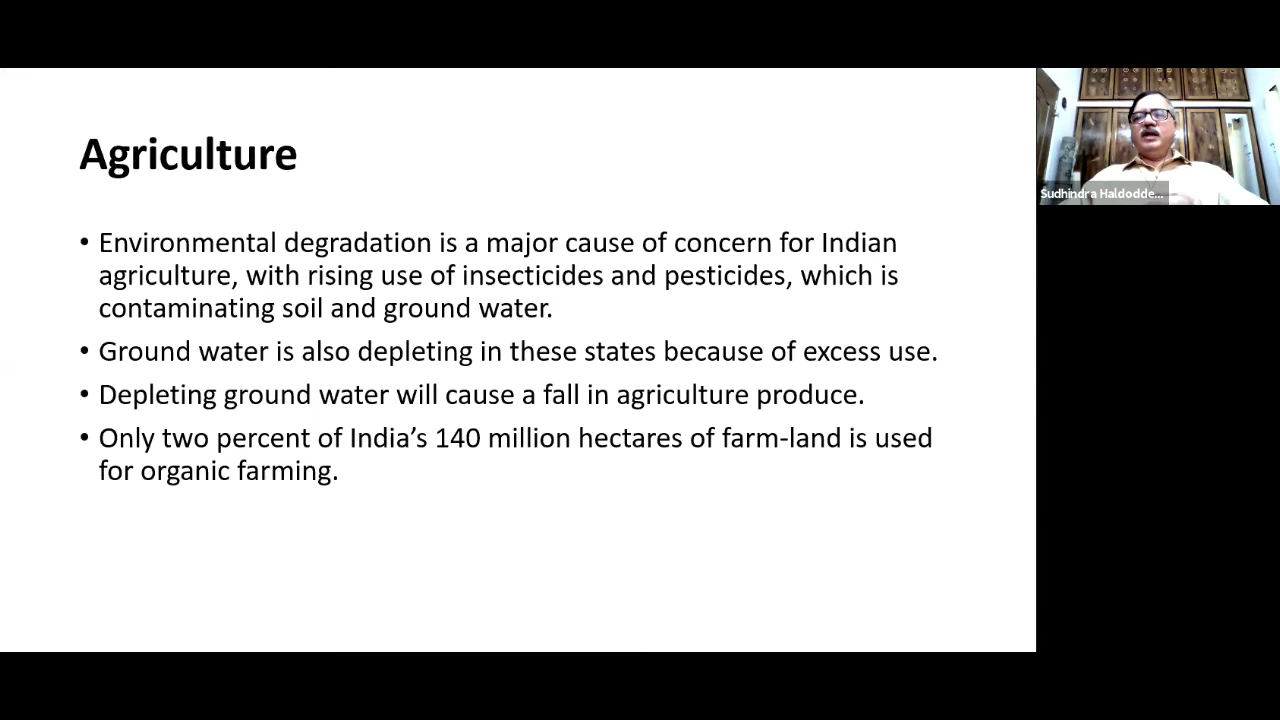 Agriculture
• Environmental degradation is a major cause of concern for Indian
agriculture, with rising use of insecticides and pesticides, which is
contaminating soil and ground water.
• Ground water is also depleting in these states because of excess use.
• Depleting ground water will cause a fall in agriculture produce.
• Only two percent of India’s 140 million hectares of farm-land is used
for organic farming.
Sudhindra Haldodde...